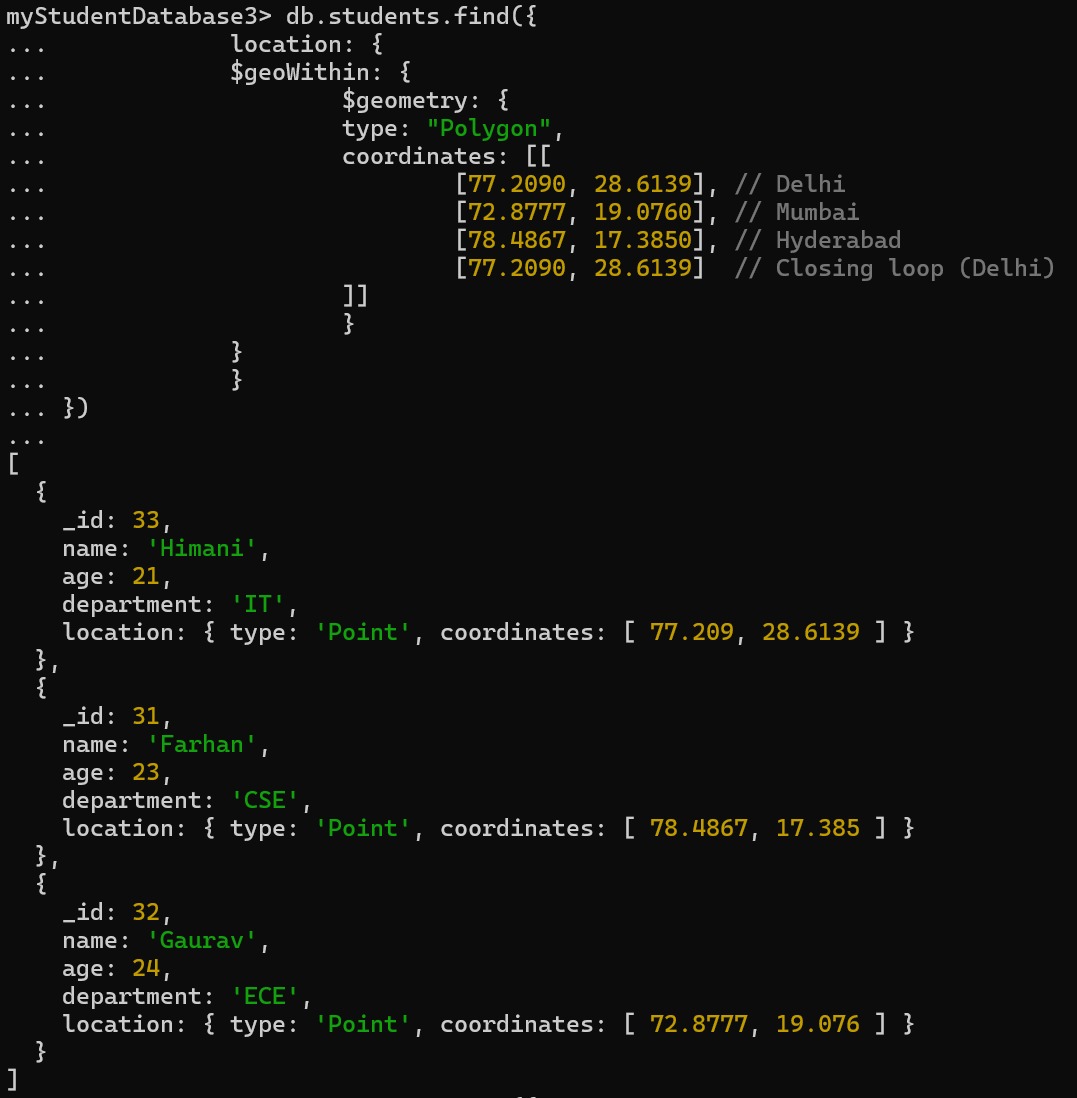 myStudentDatabase3> db.students.find({
... location: {
... $geoWithin: {
... $geometry: {
... type: "Polygon",
... coordinates: [[
... [77.2090, 28.6139], // Delhi
... [72.8777, 19.0760], // Mumbai
... [78.4867, 17.3850], // Hyderabad
... [77.2090, 28.6139] // Closing loop (Delhi)
... ]]
... }
... }
... }
... })
...
[
{
_id: 33,
name: 'Himani',
age: 21,
department: 'IT',
location: { type: 'Point', coordinates: [ 77.209, 28.6139 ] }
},
{
_id: 31,
name: 'Farhan',
age: 23,
department: 'CSE',
location: { type: 'Point', coordinates: [ 78.4867, 17.385 ] }
},
{
_id: 32,
name: 'Gaurav',
age: 24,
department: 'ECE',
location: { type: 'Point', coordinates: [ 72.8777, 19.076 ] }
}
]